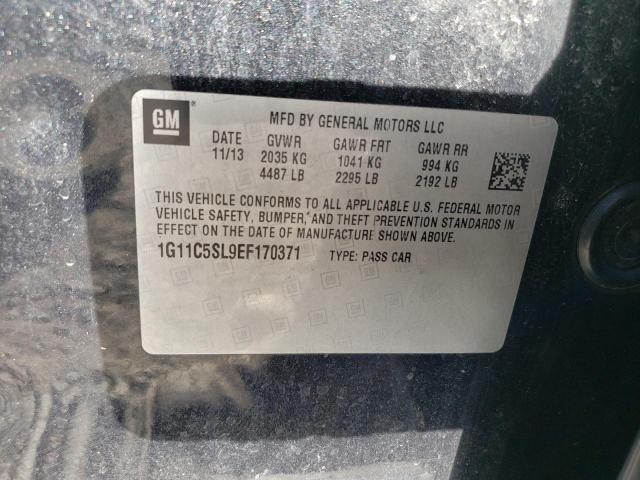 GM
MFD BY GENERAL MOTORS LLC
DATE GVWR GAWR FRT GAWR RR
11/13 2035 KG 1041 KG 994 KG
4487 LB 2295 LB 2192 LB
THIS VEHICLE CONFORMS TO ALL APPLICABLE U.S. FEDERAL MOTOR
VEHICLE SAFETY, BUMPER, AND THEFT PREVENTION STANDARDS IN
EFFECT ON THE DATE OF MANUFACTURE SHOWN ABOVE.
1G11C5SL9EF170371 TYPE: PASS CAR